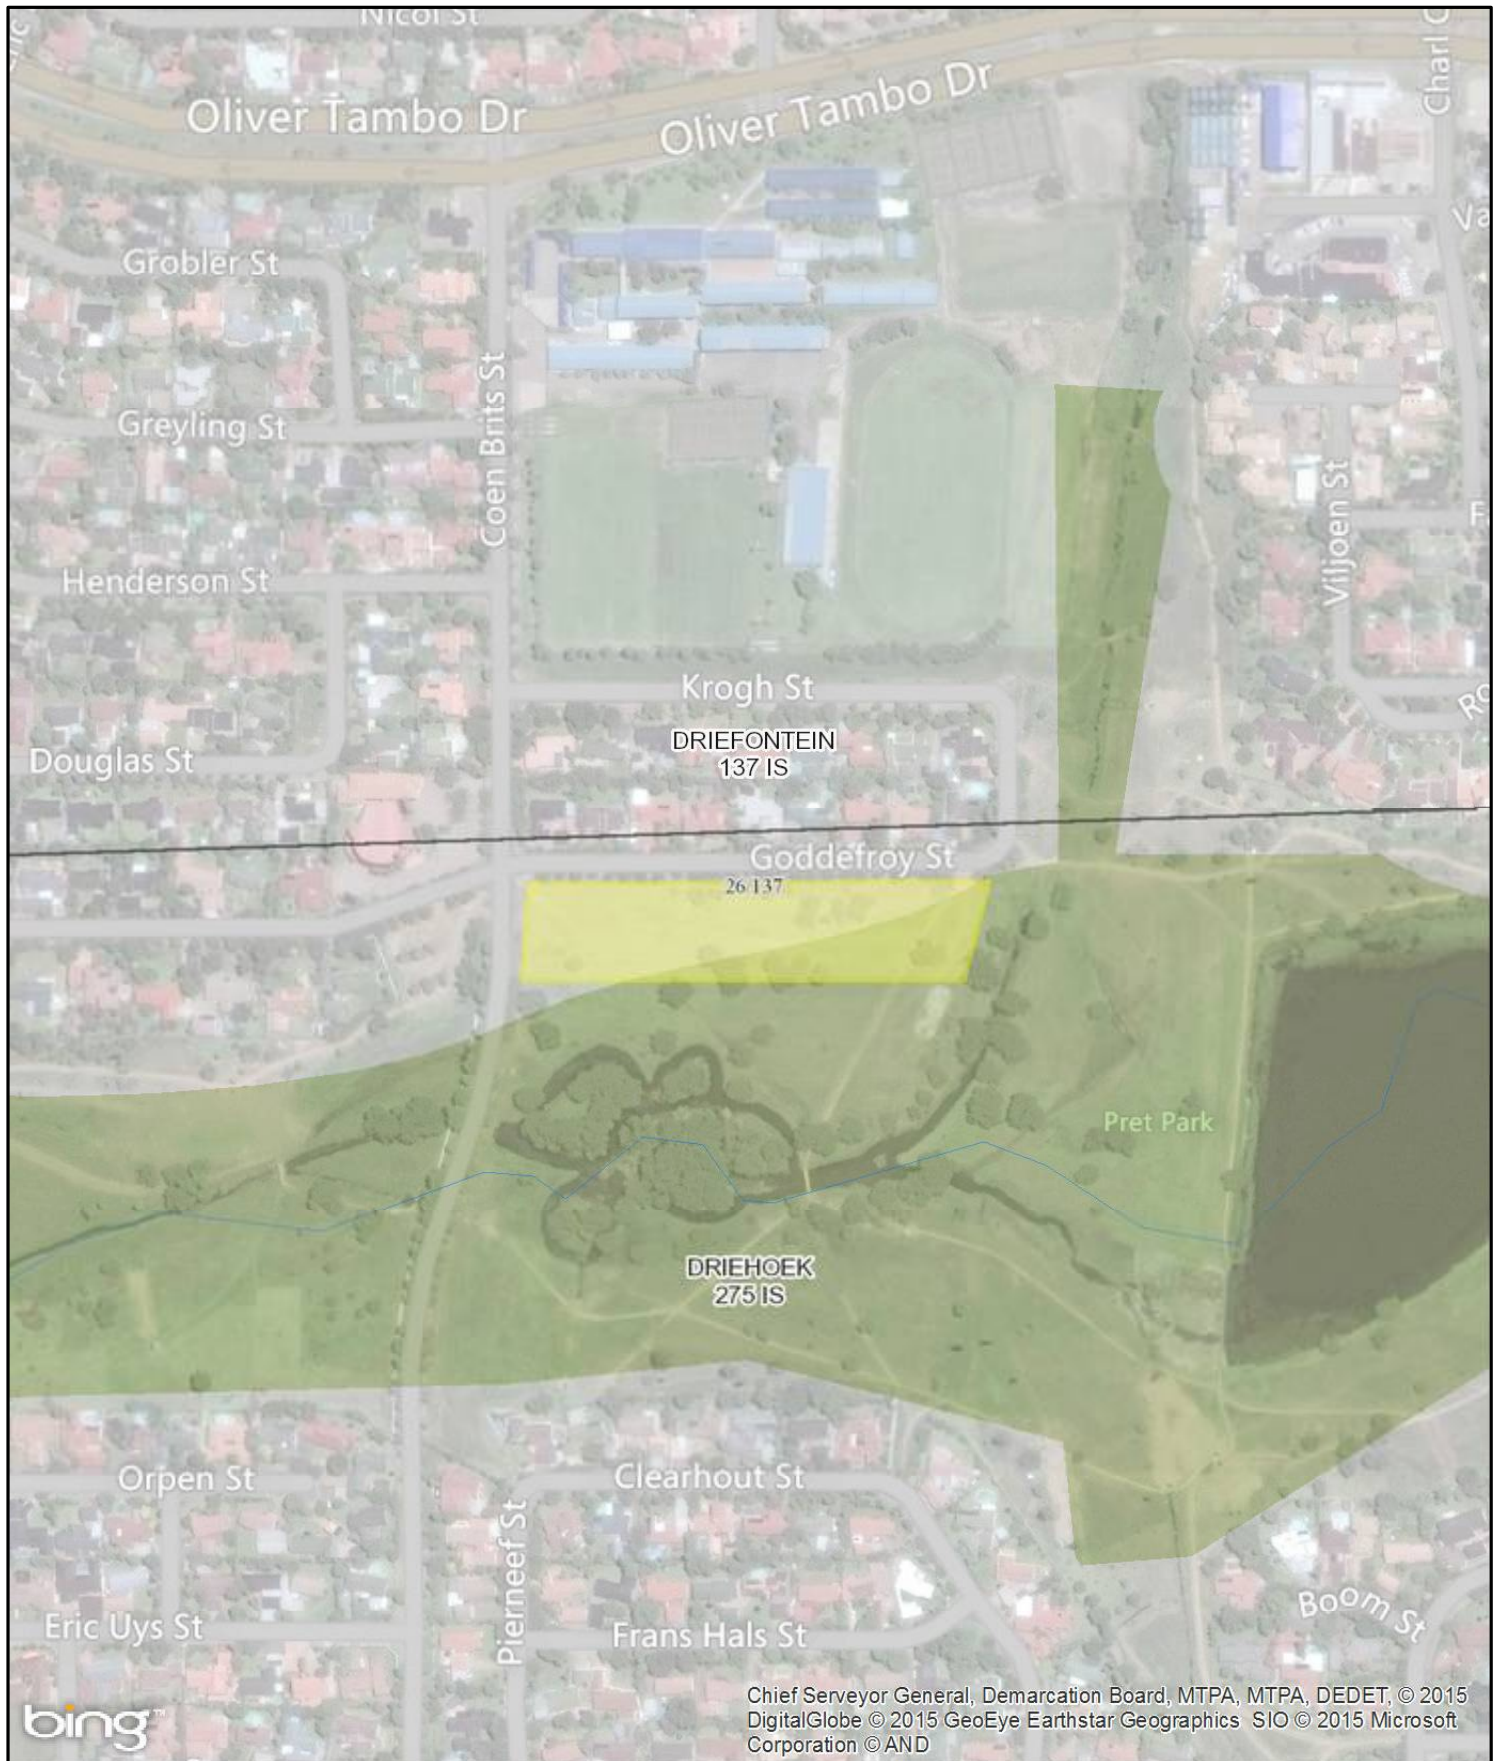 Nicol St
Oliver Tambo Dr
Oliver Tambo Dr
Charl C
Va
Grobler St
Greyling St
Coen Brits St
Viljoen St
F
Henderson St
Krogh St
Ro
DRIEFONTEIN
137 IS
Douglas St
Goddefroy St
26 137
Pret Park
DRIEHOEK
275 IS
Orpen St
Clearhout St
Pierneef St
Boom St
Eric Uys St
Frans Hals St
bing™
Chief Serveyor General, Demarcation Board, MTPA, MTPA, DEDET, © 2015
DigitalGlobe © 2015 GeoEye Earthstar Geographics SIO © 2015 Microsoft
Corporation © AND